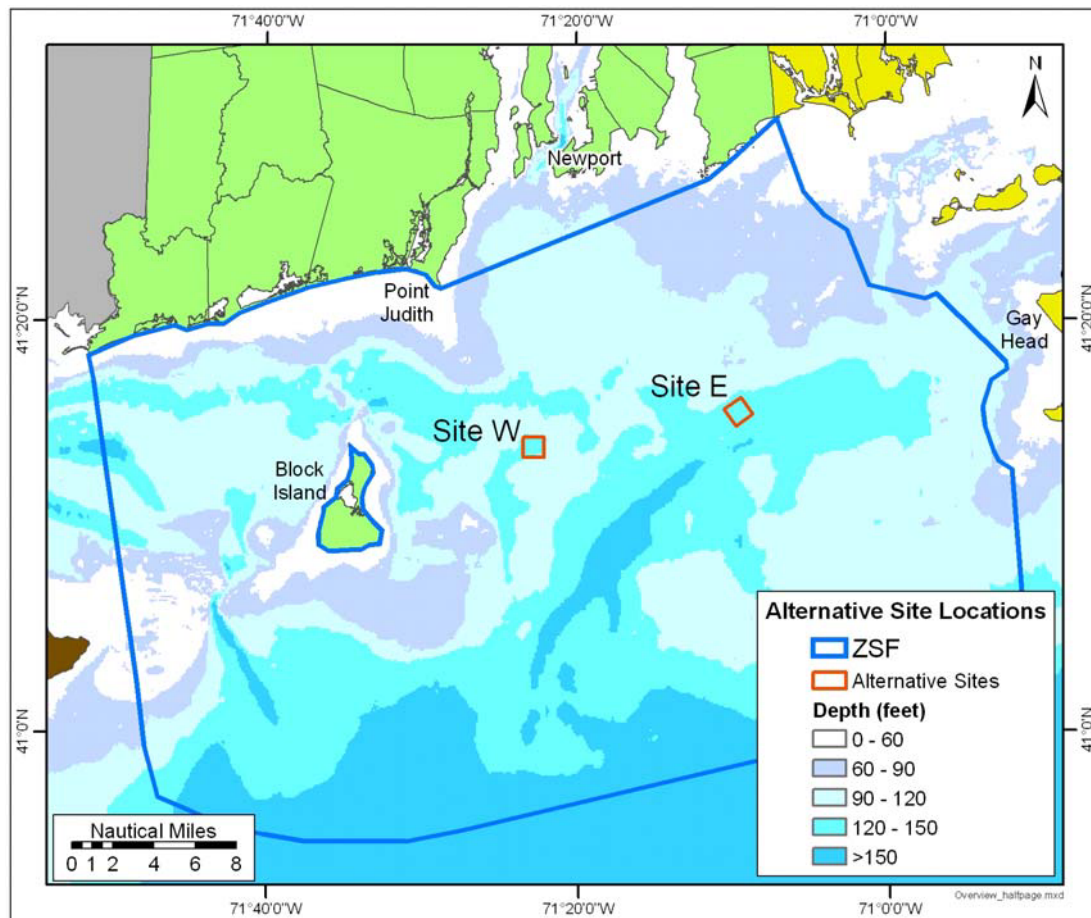 71°40'0"W
71°20'0"W
71°0'0"W
N
Newport
Point
Judith
41°20'0"N
41°20'0"N
Gay
Head
Site E
Site W
Block
Island
Alternative Site Locations
ZSF
Alternative Sites
Depth (feet)
0 - 60
60 - 90
90 - 120
120 - 150
>150
41°0'N
41°0'N
Nautical Miles
0 1 2 4 6 8
Overview_halfpage.mxd
71°40'0"W
71°20'0"W
71°0'0"W